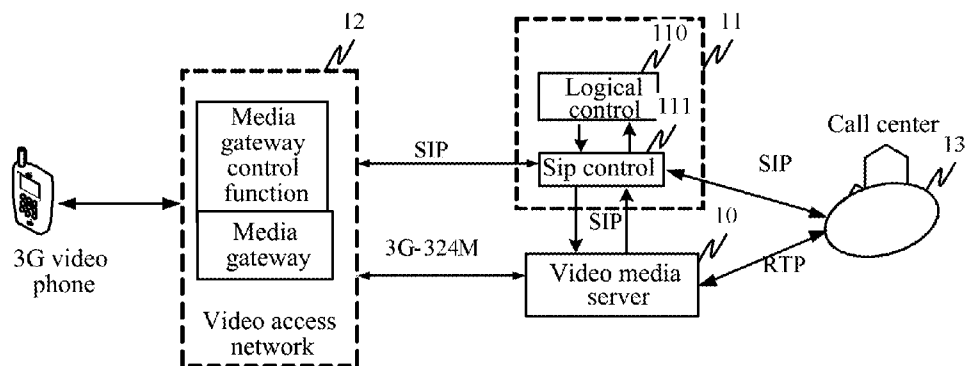 12
110
11
Logical
control
111
Media
gateway
control
function
SIP
Sip control
Call center
13
SIP
SIP
10
Media
gateway
3G-324M
Video media
server
RTP
3G video
phone
Video access
network